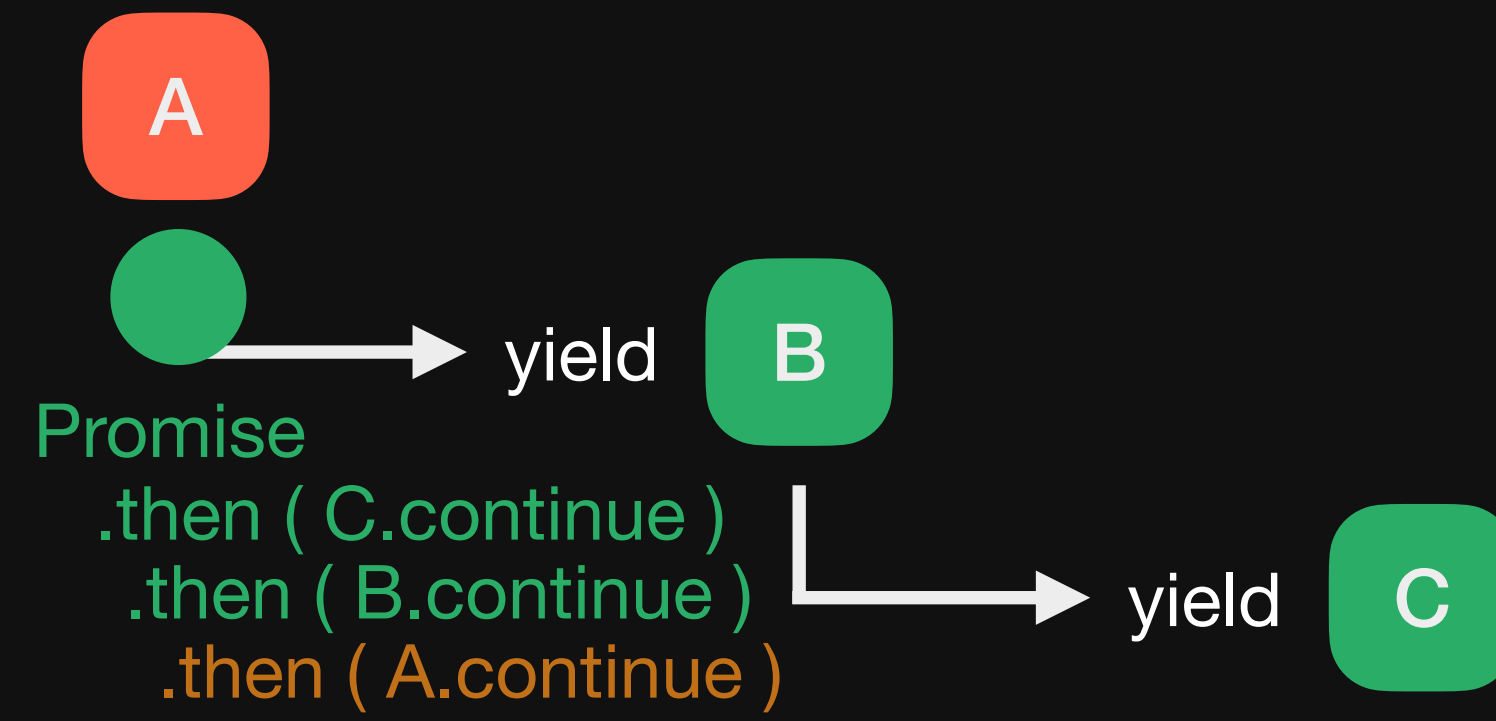 A
yield B
Promise
.then ( C.continue )
.then ( B.continue )
yield C
.then ( A.continue )